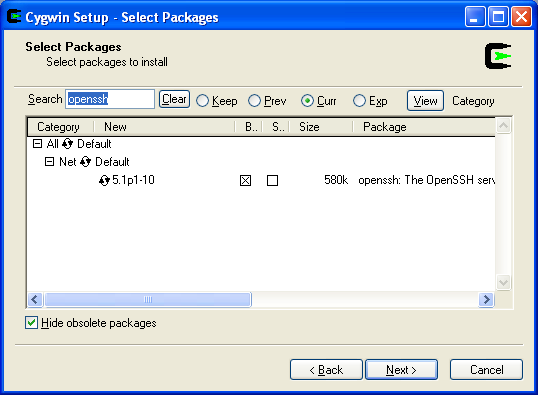 Cygwin Setup - Select Packages
Select Packages
Select packages to install
Search openssh Clear Keep Prev Curr Exp View Category
Category New B.. S.. Size Package
All Default
Net Default
5.1p1-10 580k openssh: The OpenSSH serv
Hide obsolete packages
< Back Next > Cancel